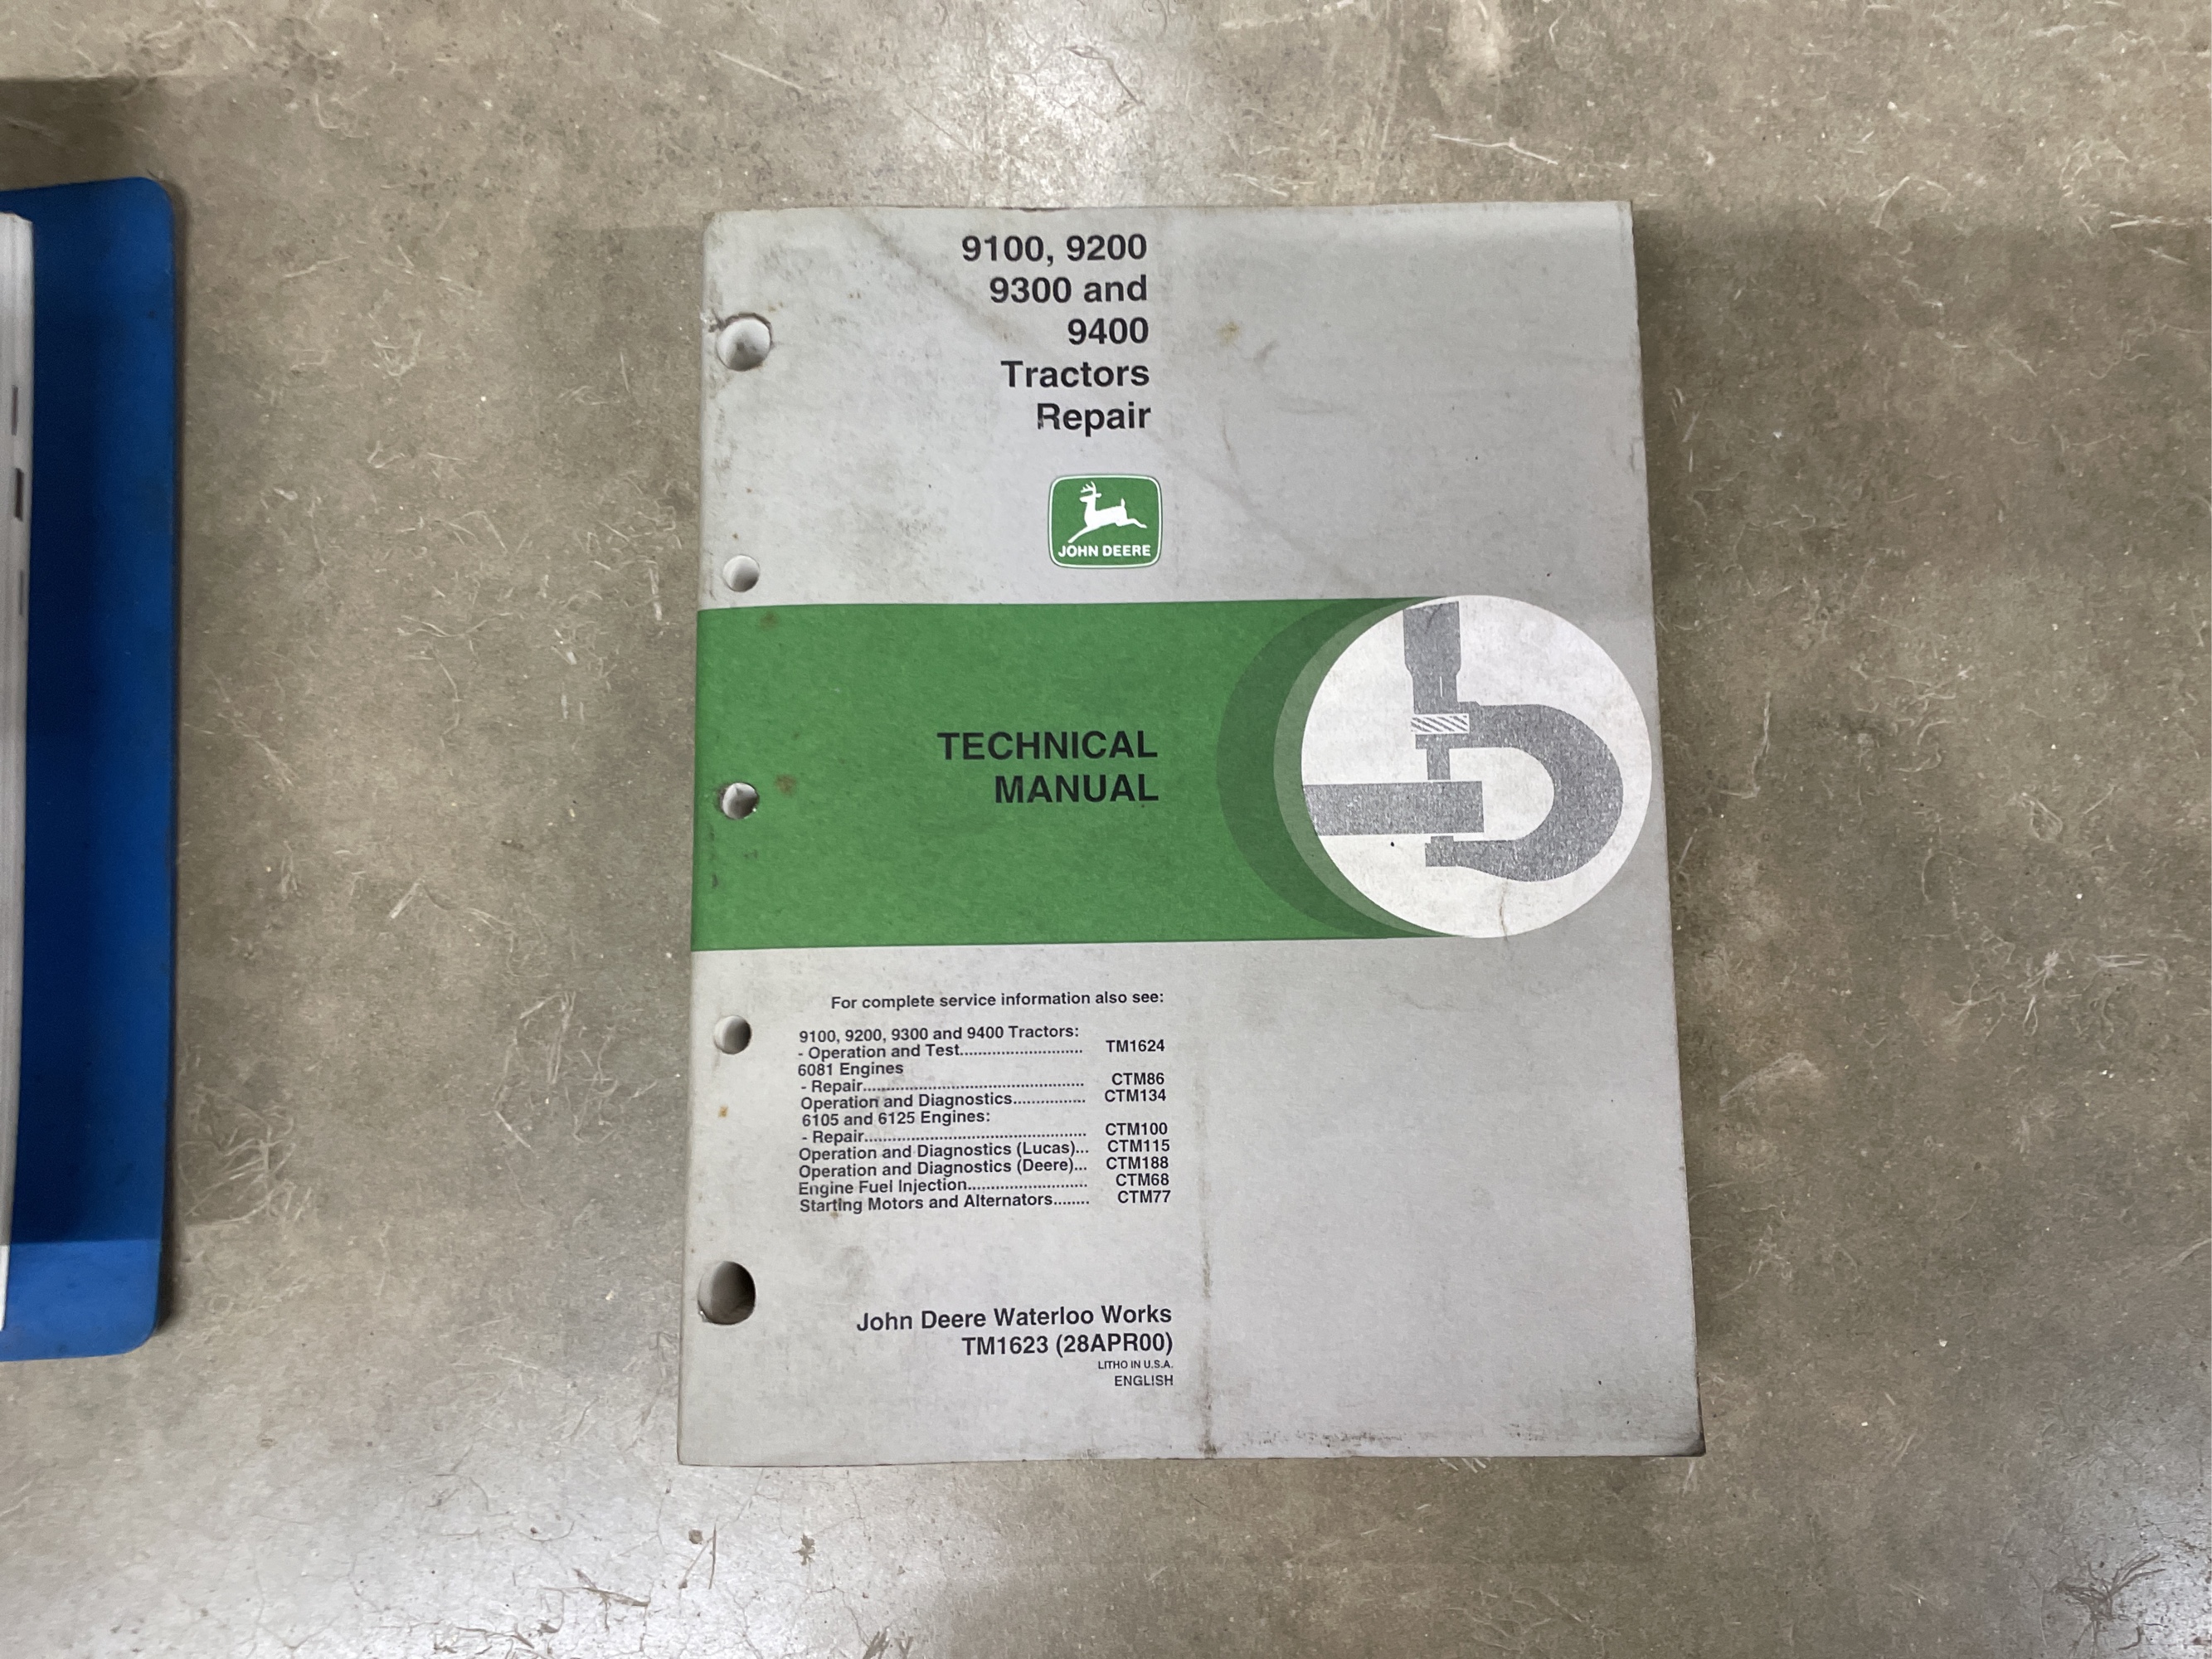 9100, 9200
9300 and
9400
Tractors
Repair
JOHN DEERE
TECHNICAL
MANUAL
For complete service information also see:
9100, 9200, 9300 and 9400 Tractors:
- Operation and Test........................... TM1624
6081 Engines
- Repair................................................ CTM86
Operation and Diagnostics................ CTM134
6105 and 6125 Engines:
- Repair................................................ CTM100
Operation and Diagnostics (Lucas)... CTM115
Operation and Diagnostics (Deere)... CTM188
Engine Fuel Injection.......................... CTM68
Starting Motors and Alternators........ CTM77
John Deere Waterloo Works
TM1623 (28APR00)
LITHO IN U.S.A.
ENGLISH